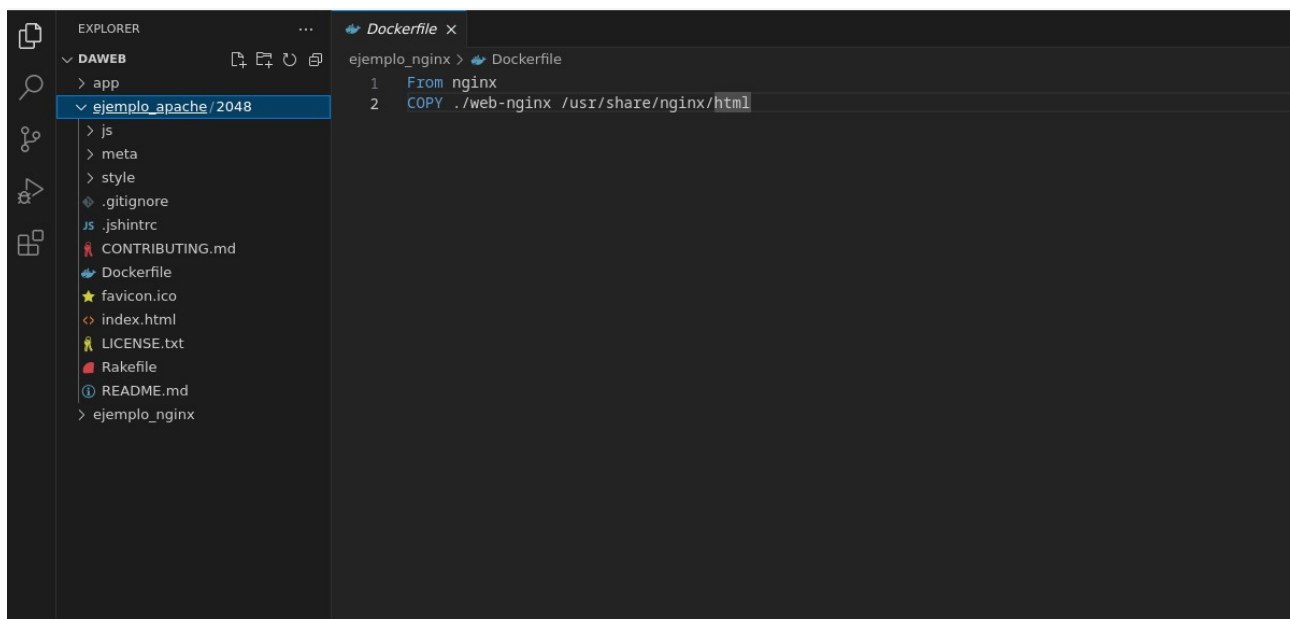 EXPLORER
DAWEB
app
ejemplo_apache/2048
js
meta
style
.gitignore
JS .jshintrc
CONTRIBUTING.md
Dockerfile
favicon.ico
index.html
LICENSE.txt
Rakefile
README.md
ejemplo_nginx
Dockerfile
ejemplo_nginx > Dockerfile
1 From nginx
2 COPY ./web-nginx /usr/share/nginx/html